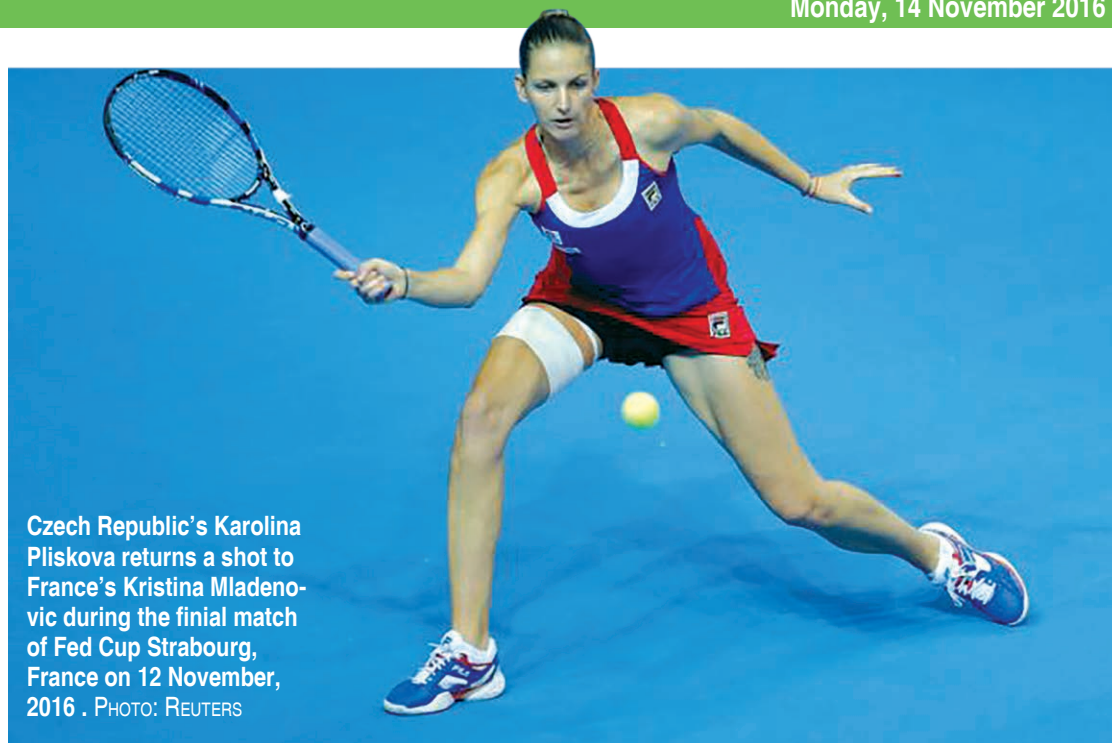 Monday, 14 November 2016
Czech Republic's Karolina
Pliskova returns a shot to
France's Kristina Mladeno-
vic during the finial match
of Fed Cup Strabourg,
France on 12 November,
2016 . PHOTO: REUTERS
FILA